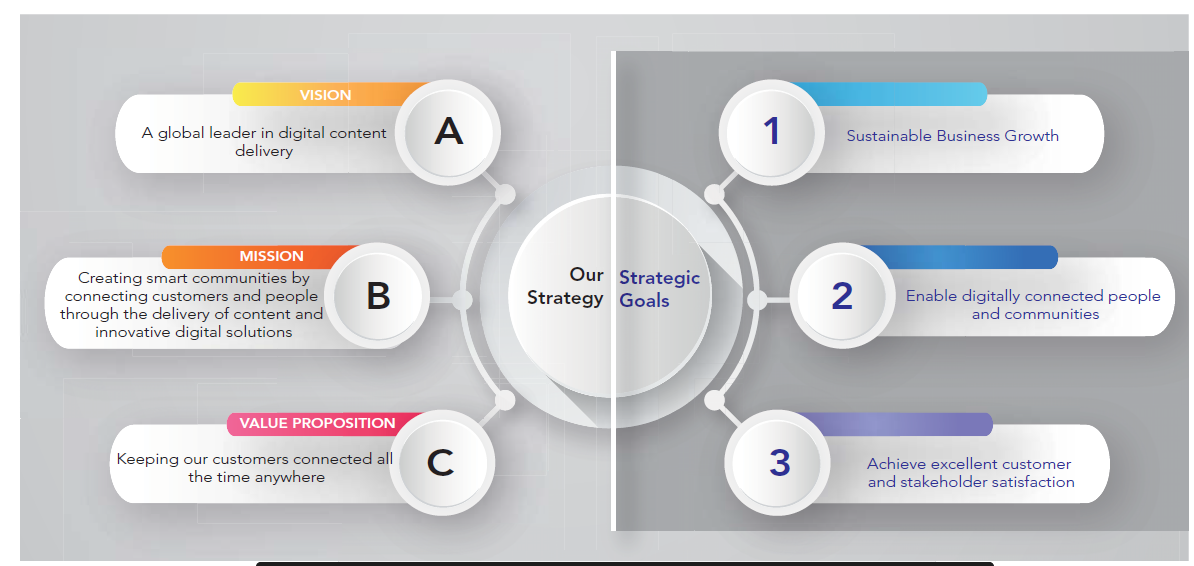 VISION
A
A global leader in digital content
delivery
MISSION
B
Creating smart communities by
connecting customers and people
through the delivery of content and
innovative digital solutions
VALUE PROPOSITION
C
Keeping our customers connected all
the time anywhere
Our
Strategy
Strategic
Goals
1
Sustainable Business Growth
2
Enable digitally connected people
and communities
3
Achieve excellent customer
and stakeholder satisfaction